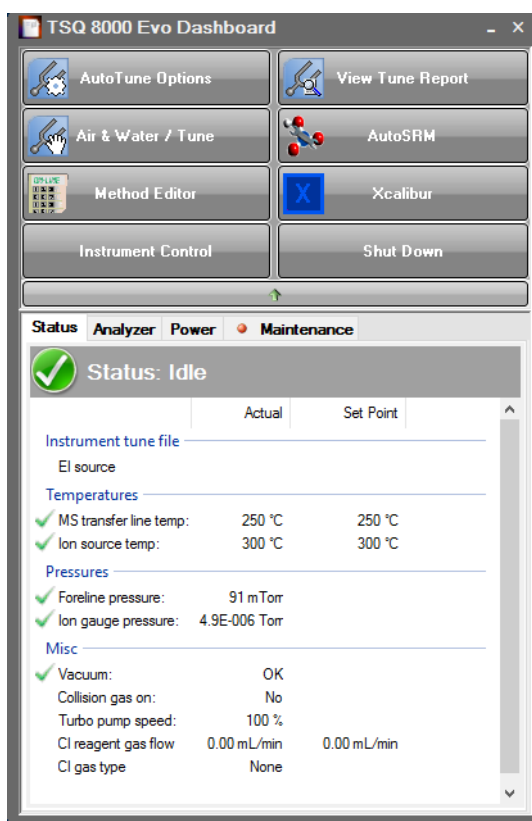 TSQ 8000 Evo Dashboard
AutoTune Options View Tune Report
Air & Water / Tune AutoSRM
Method Editor X Xcalibur
Instrument Control Shut Down
Status Analyzer Power Maintenance
Status: Idle
Actual Set Point
Instrument tune file
EI source
Temperatures
MS transfer line temp: 250 °C 250 °C
Ion source temp: 300 °C 300 °C
Pressures
Foreline pressure: 91 mTorr
Ion gauge pressure: 4.9E-006 Torr
Misc
Vacuum: OK
Collision gas on: No
Turbo pump speed: 100 %
CI reagent gas flow 0.00 mL/min 0.00 mL/min
CI gas type None